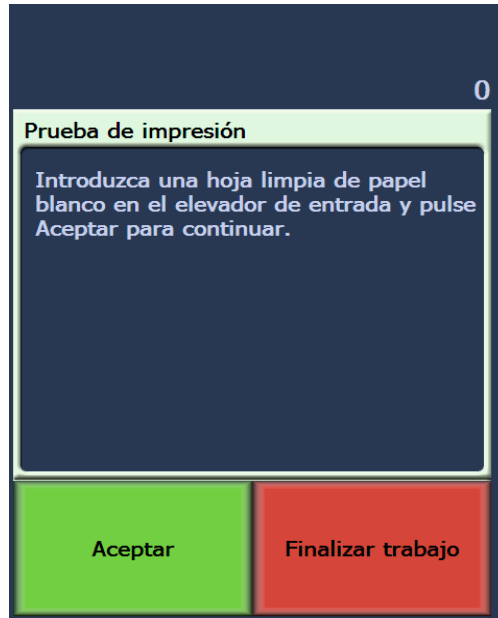 0
Prueba de impresión
Introduzca una hoja limpia de papel
blanco en el elevador de entrada y pulse
Aceptar para continuar.
Aceptar
Finalizar trabajo